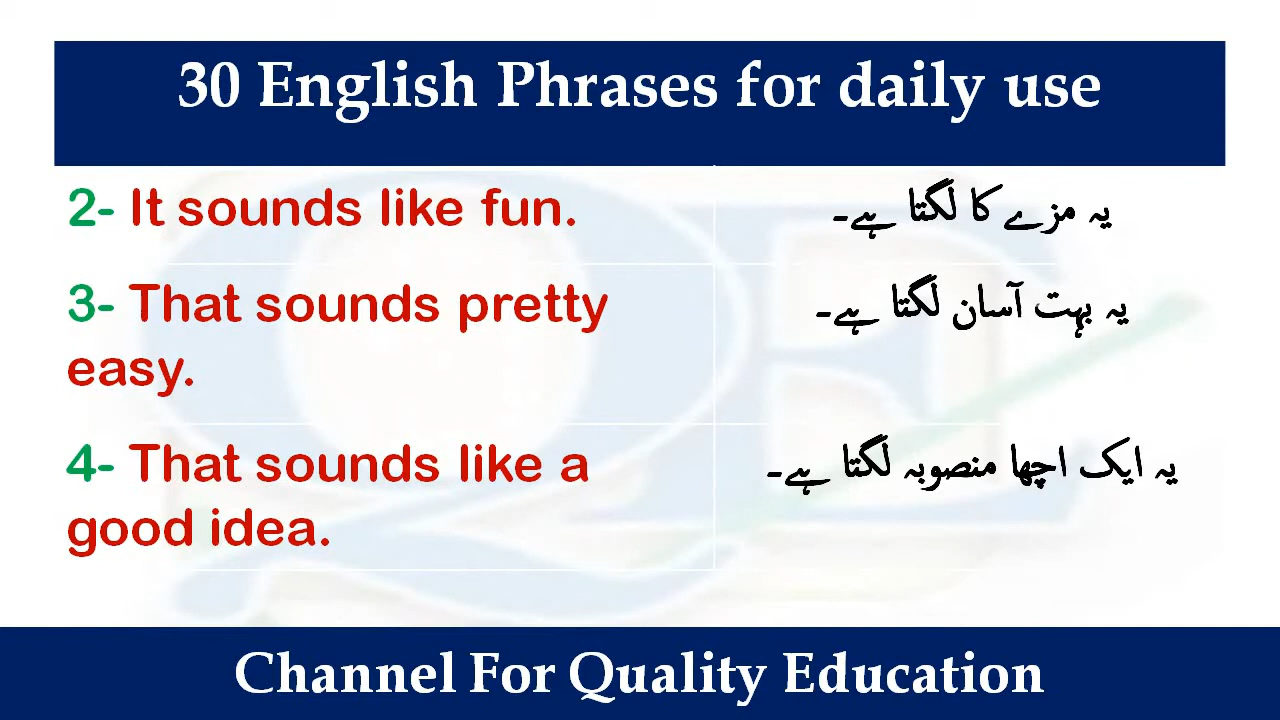 30 English Phrases for daily use
2- It sounds like fun.
یہ مزے کا لگتا ہے۔
3- That sounds pretty
easy.
یہ بہت آسان لگتا ہے۔
4- That sounds like a
good idea.
یہ ایک اچھا منصوبہ لگتا ہے۔
Channel For Quality Education